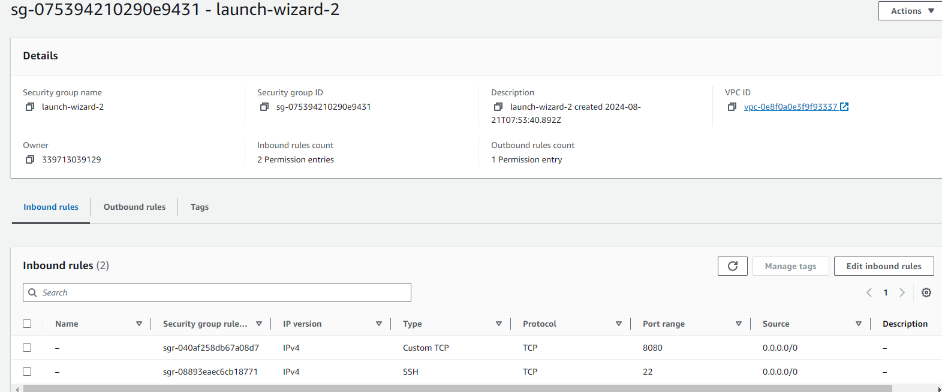 sg-075394210290e9431 - launch-wizard-2
Actions
Details
Security group name
launch-wizard-2
Security group ID
sg-075394210290e9431
Description
launch-wizard-2 created 2024-08-
21T07:53:40.892Z
VPC ID
vpc-0e8f0a0e3f9f93337
Owner
339713039129
Inbound rules count
2 Permission entries
Outbound rules count
1 Permission entry
Inbound rules
Outbound rules
Tags
Inbound rules (2)
Manage tags
Edit inbound rules
Search
1
Name Security group rule... IP version Type Protocol Port range Source Description
– sgr-040af258db67a08d7 IPv4 Custom TCP TCP 8080 0.0.0.0/0 –
– sgr-08893eaec6cb18771 IPv4 SSH TCP 22 0.0.0.0/0 –